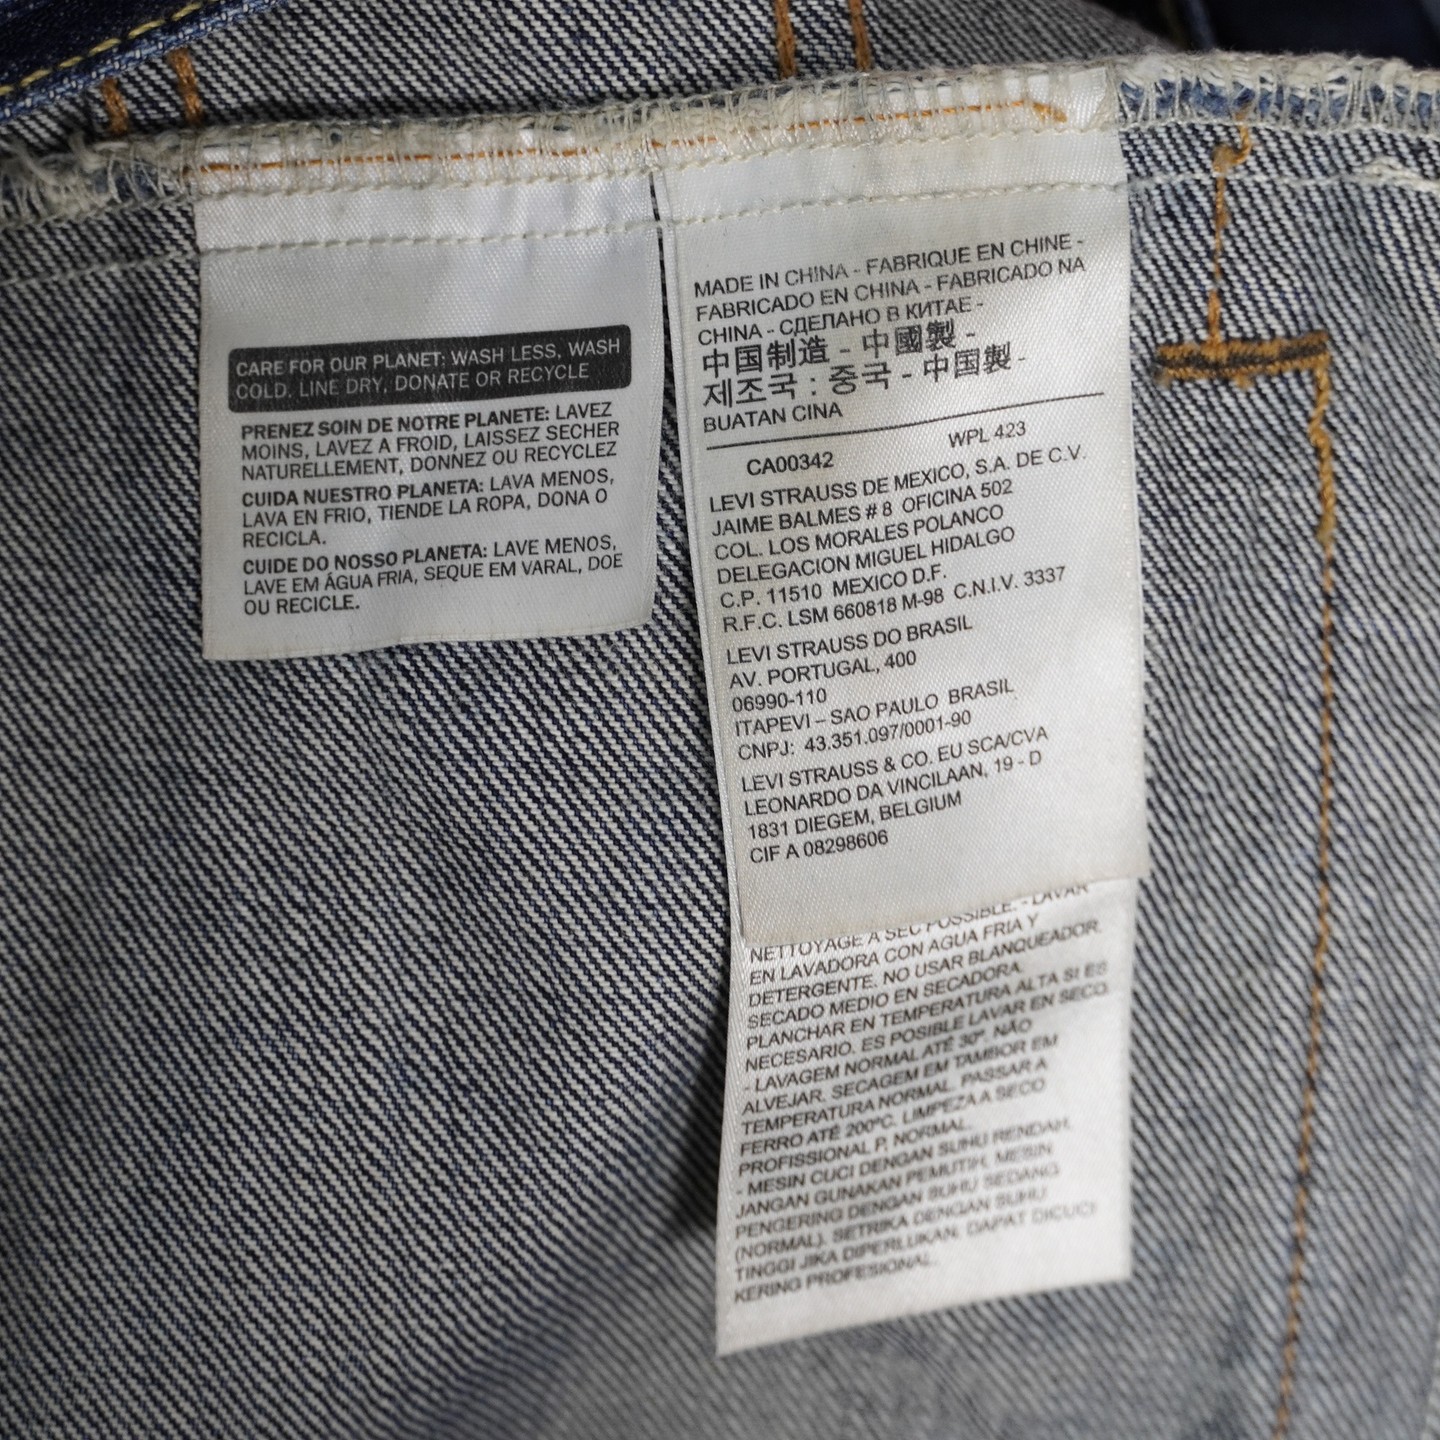 CARE FOR OUR PLANET: WASH LESS, WASH
COLD, LINE DRY, DONATE OR RECYCLE
PRENEZ SOIN DE NOTRE PLANETE: LAVEZ
MOINS, LAVEZ A FROID, LAISSEZ SECHER
NATURELLEMENT, DONNEZ OU RECYCLEZ
CUIDA NUESTRO PLANETA: LAVA MENOS,
LAVA EN FRIO, TIENDE LA ROPA, DONA O
RECICLA.
CUIDE DO NOSSO PLANETA: LAVE MENOS,
LAVE EM ÁGUA FRIA, SEQUE EM VARAL, DOE
OU RECICLE.
MADE IN CHINA - FABRIQUE EN CHINE -
FABRICADO EN CHINA - FABRICADO NA
CHINA - СДЕЛАНО В КИТАЕ -
中国制造 - 中國製 -
제조국 : 중국 - 中国製 -
BUATAN CINA
CA00342 WPL 423
LEVI STRAUSS DE MEXICO, S.A. DE C.V.
JAIME BALMES # 8 OFICINA 502
COL. LOS MORALES POLANCO
DELEGACION MIGUEL HIDALGO
C.P. 11510 MEXICO D.F.
R.F.C. LSM 660818 M-98 C.N.I.V. 3337
LEVI STRAUSS DO BRASIL
AV. PORTUGAL, 400
06990-110
ITAPEVI – SAO PAULO BRASIL
CNPJ: 43.351.097/0001-90
LEVI STRAUSS & CO. EU SCA/CVA
LEONARDO DA VINCILAAN, 19 - D
1831 DIEGEM, BELGIUM
CIF A 08298606
NETTOYAGE A SEC POSSIBLE. - LAVAR
EN LAVADORA CON AGUA FRIA Y
DETERGENTE. NO USAR BLANQUEADOR.
SECADO MEDIO EN SECADORA.
PLANCHAR EN TEMPERATURA ALTA SI ES
NECESARIO. ES POSIBLE LAVAR EN SECO.
- LAVAGEM NORMAL ATÉ 30°. NÃO
ALVEJAR. SECAGEM EM TAMBOR EM
TEMPERATURA NORMAL. PASSAR A
FERRO ATÉ 200°C. LIMPEZA A SECO
PROFISSIONAL P, NORMAL.
- MESIN CUCI DENGAN SUHU RENDAH.
JANGAN GUNAKAN PEMUTIH. MESIN
PENGERING DENGAN SUHU SEDANG
(NORMAL). SETRIKA DENGAN SUHU
TINGGI JIKA DIPERLUKAN. DAPAT DICUCI
KERING PROFESIONAL.